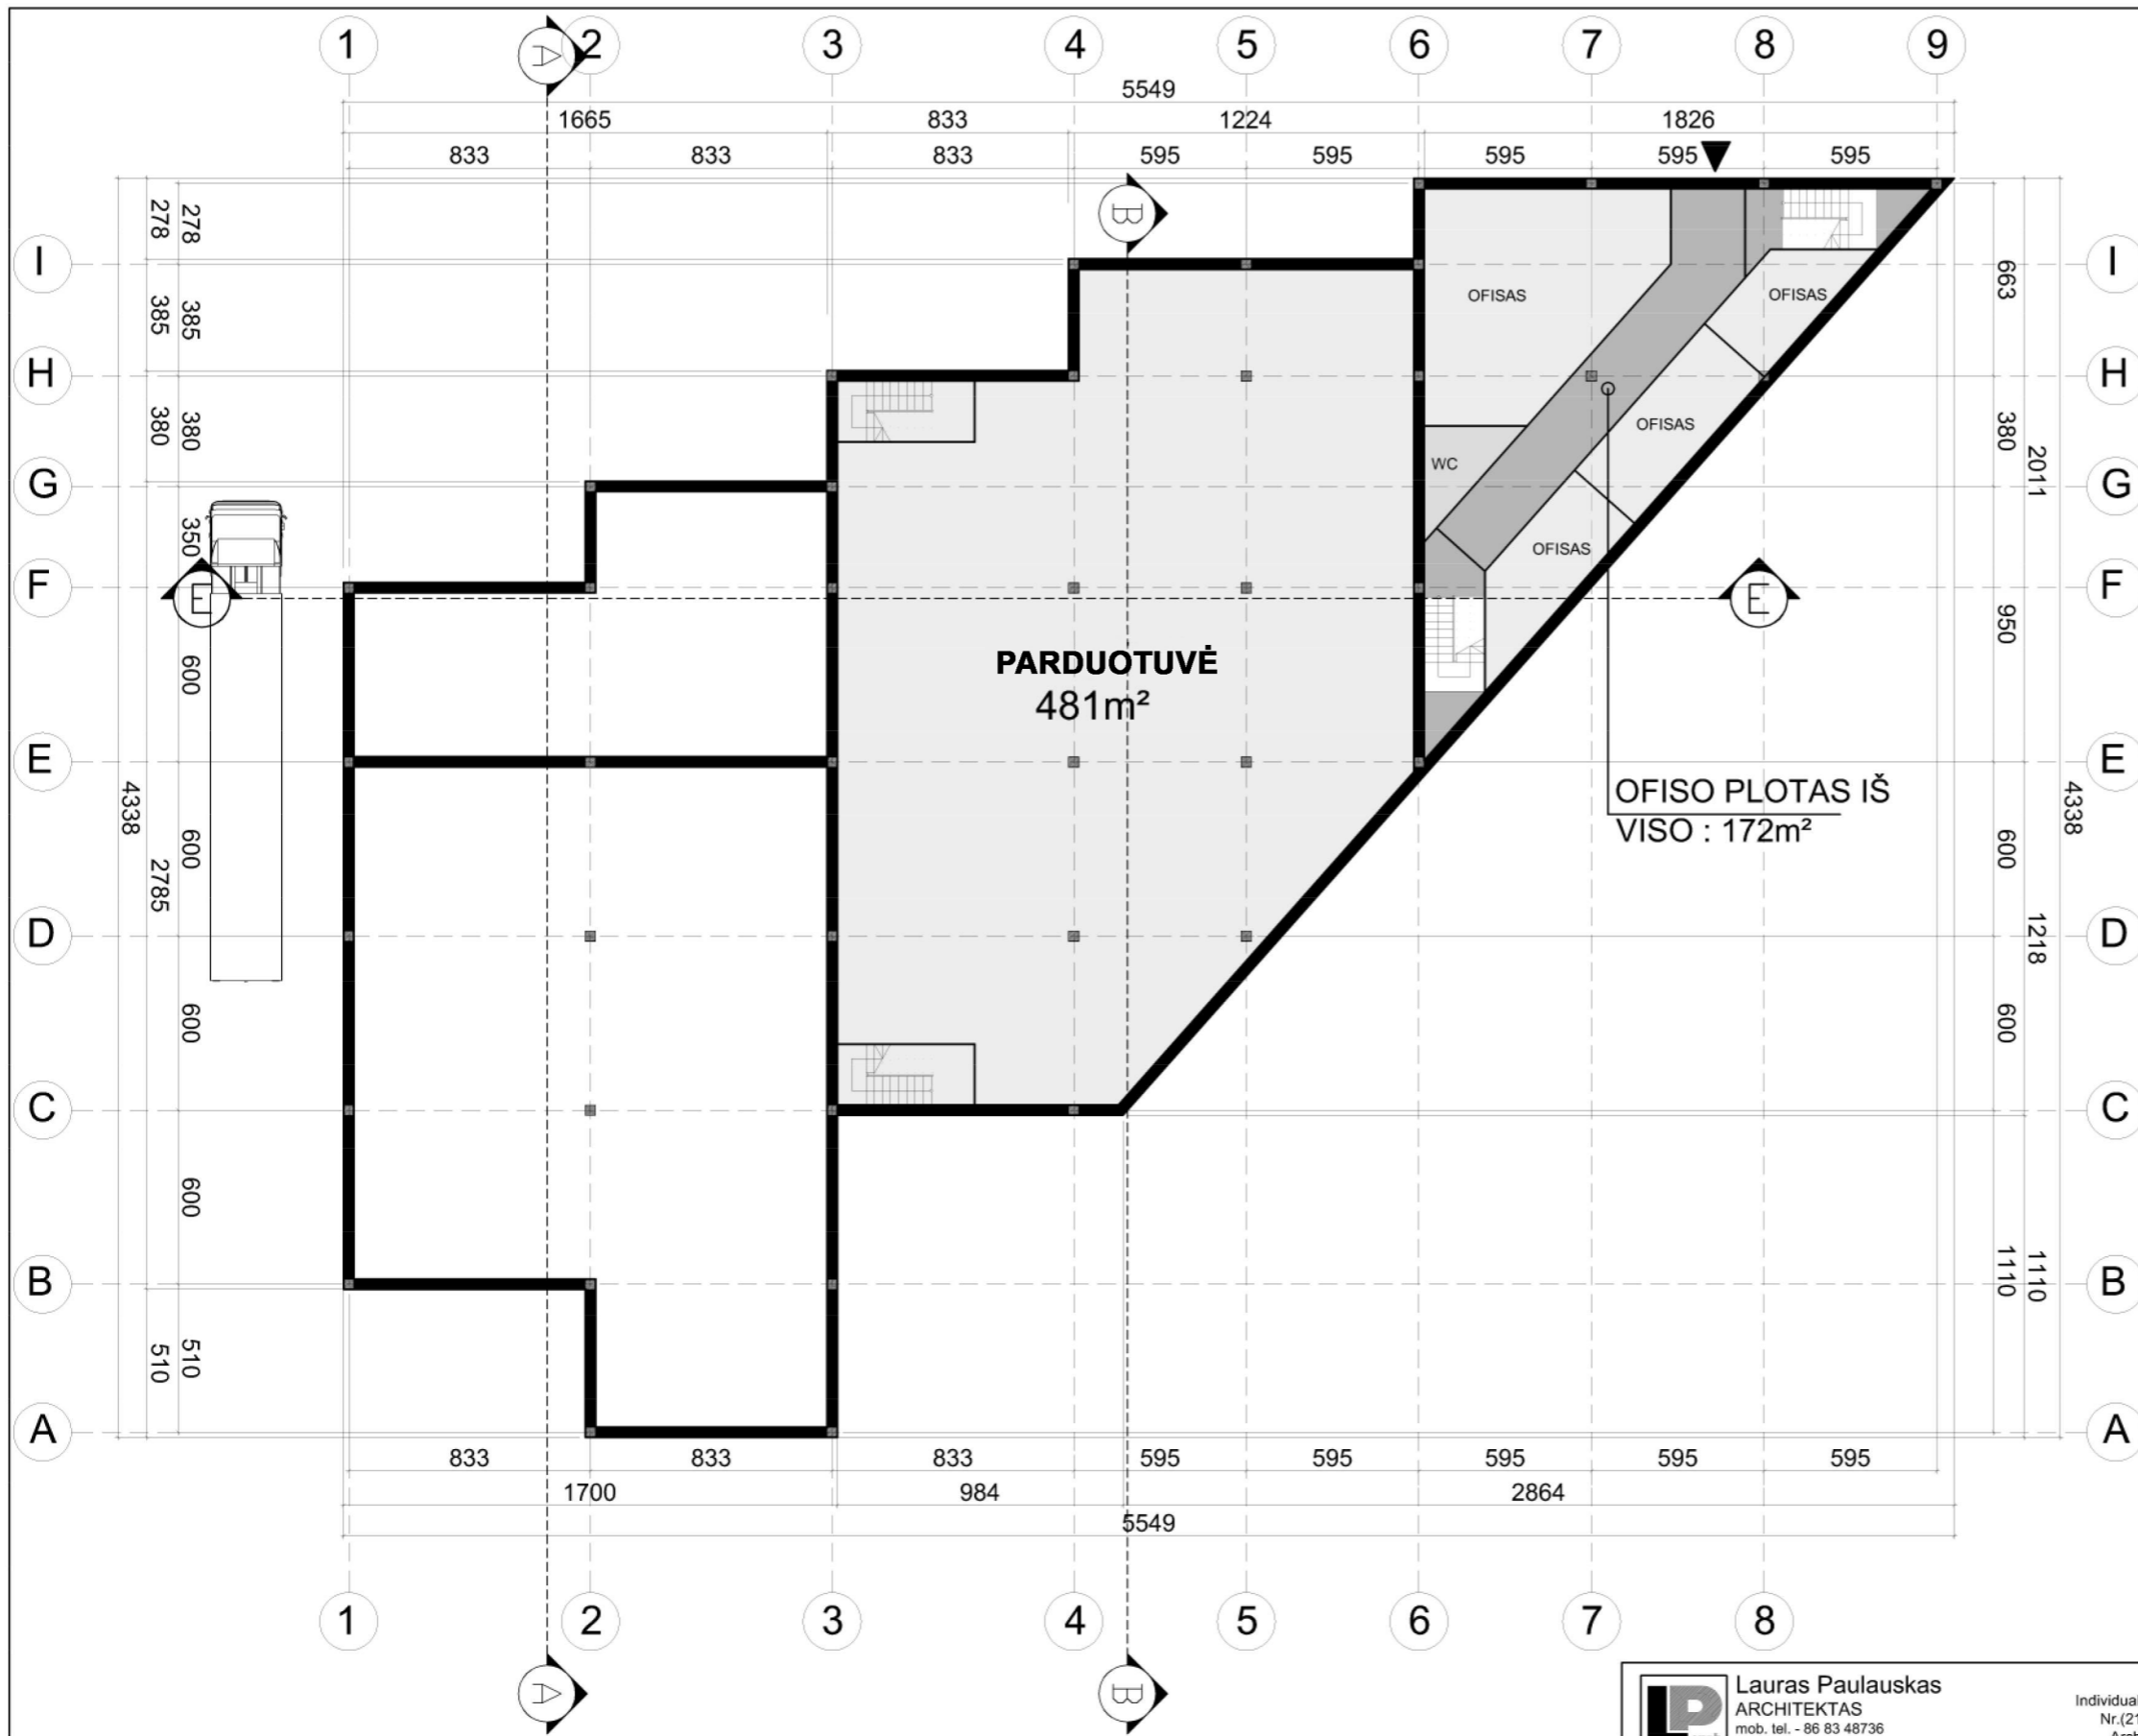 1 2 3 4 5 6 7 8 9
A
5549
1665 833 1224 1826
833 833 833 595 595 595 595 595
B
278 278
385 385
380 380
350
600
600
600
600
510 510
2785
4338
I
H
G
F
E
D
C
B
A
I
H
G
F
E
D
C
B
A
663
380
950
600
600
1110
2011
1218
1110
4338
OFISAS
OFISAS
OFISAS
WC
OFISAS
E E
PARDUOTUVĖ
481m²
OFISO PLOTAS IŠ
VISO : 172m²
833 833 833 595 595 595 595 595
1700 984 2864
5549
1 2 3 4 5 6 7 8
A B
LP
Lauras Paulauskas
ARCHITEKTAS
mob. tel. - 86 83 48736
Individual
Nr.(21